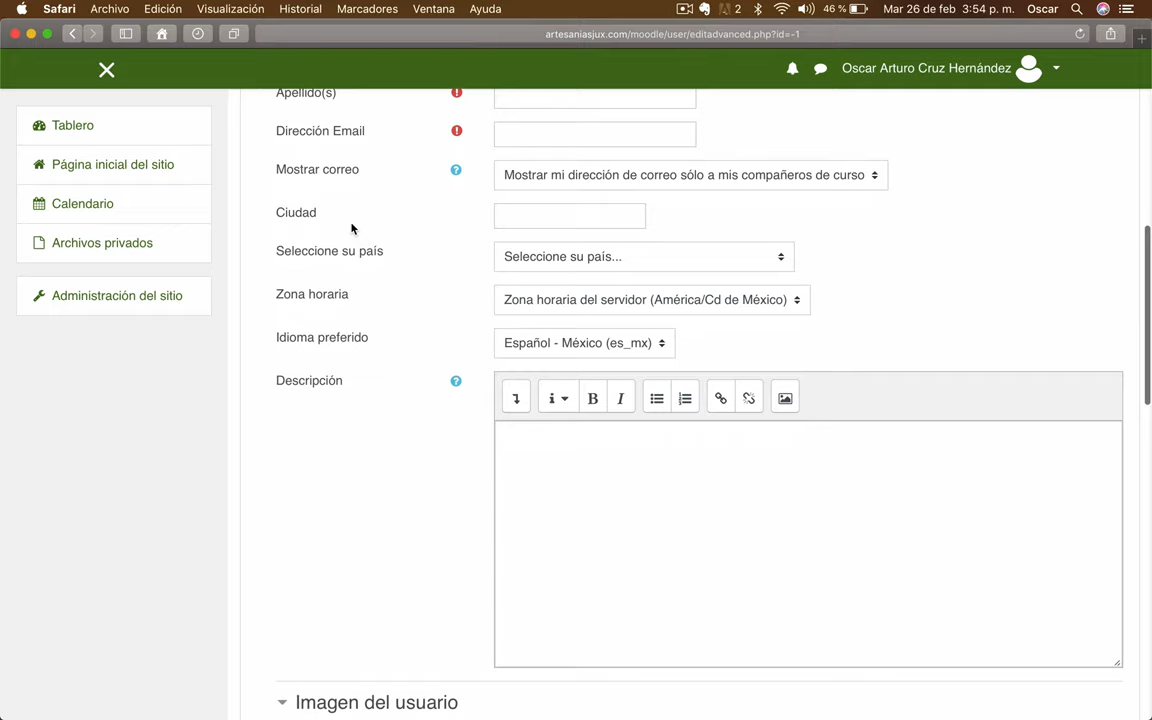 Safari Archivo Edición Visualización Historial Marcadores Ventana Ayuda 2 46 % Mar 26 de feb 3:54 p. m. Oscar
artesaniasjux.com/moodle/user/editadvanced.php?id=-1
Oscar Arturo Cruz Hernández
Tablero
Página inicial del sitio
Calendario
Archivos privados
Administración del sitio
Apellido(s)
Dirección Email
Mostrar correo Mostrar mi dirección de correo sólo a mis compañeros de curso
Ciudad
Seleccione su país Seleccione su país...
Zona horaria Zona horaria del servidor (América/Cd de México)
Idioma preferido Español - México (es_mx)
Descripción
Imagen del usuario